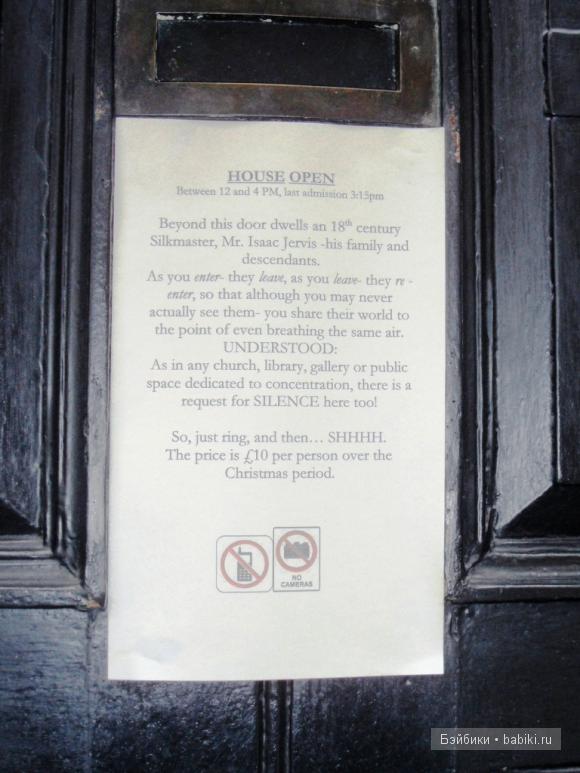 HOUSE OPEN
Between 12 and 4 PM, last admission 3:15pm
Beyond this door dwells an 18th century
Silkmaster, Mr. Isaac Jervis -his family and
descendants.
As you enter- they leave, as you leave- they re -
enter, so that although you may never
actually see them- you share their world to
the point of even breathing the same air.
UNDERSTOOD:
As in any church, library, gallery or public
space dedicated to concentration, there is a
request for SILENCE here too!
So, just ring, and then… SHHHH.
The price is £10 per person over the
Christmas period.
NO
CAMERAS
Бэйбики • babiki.ru